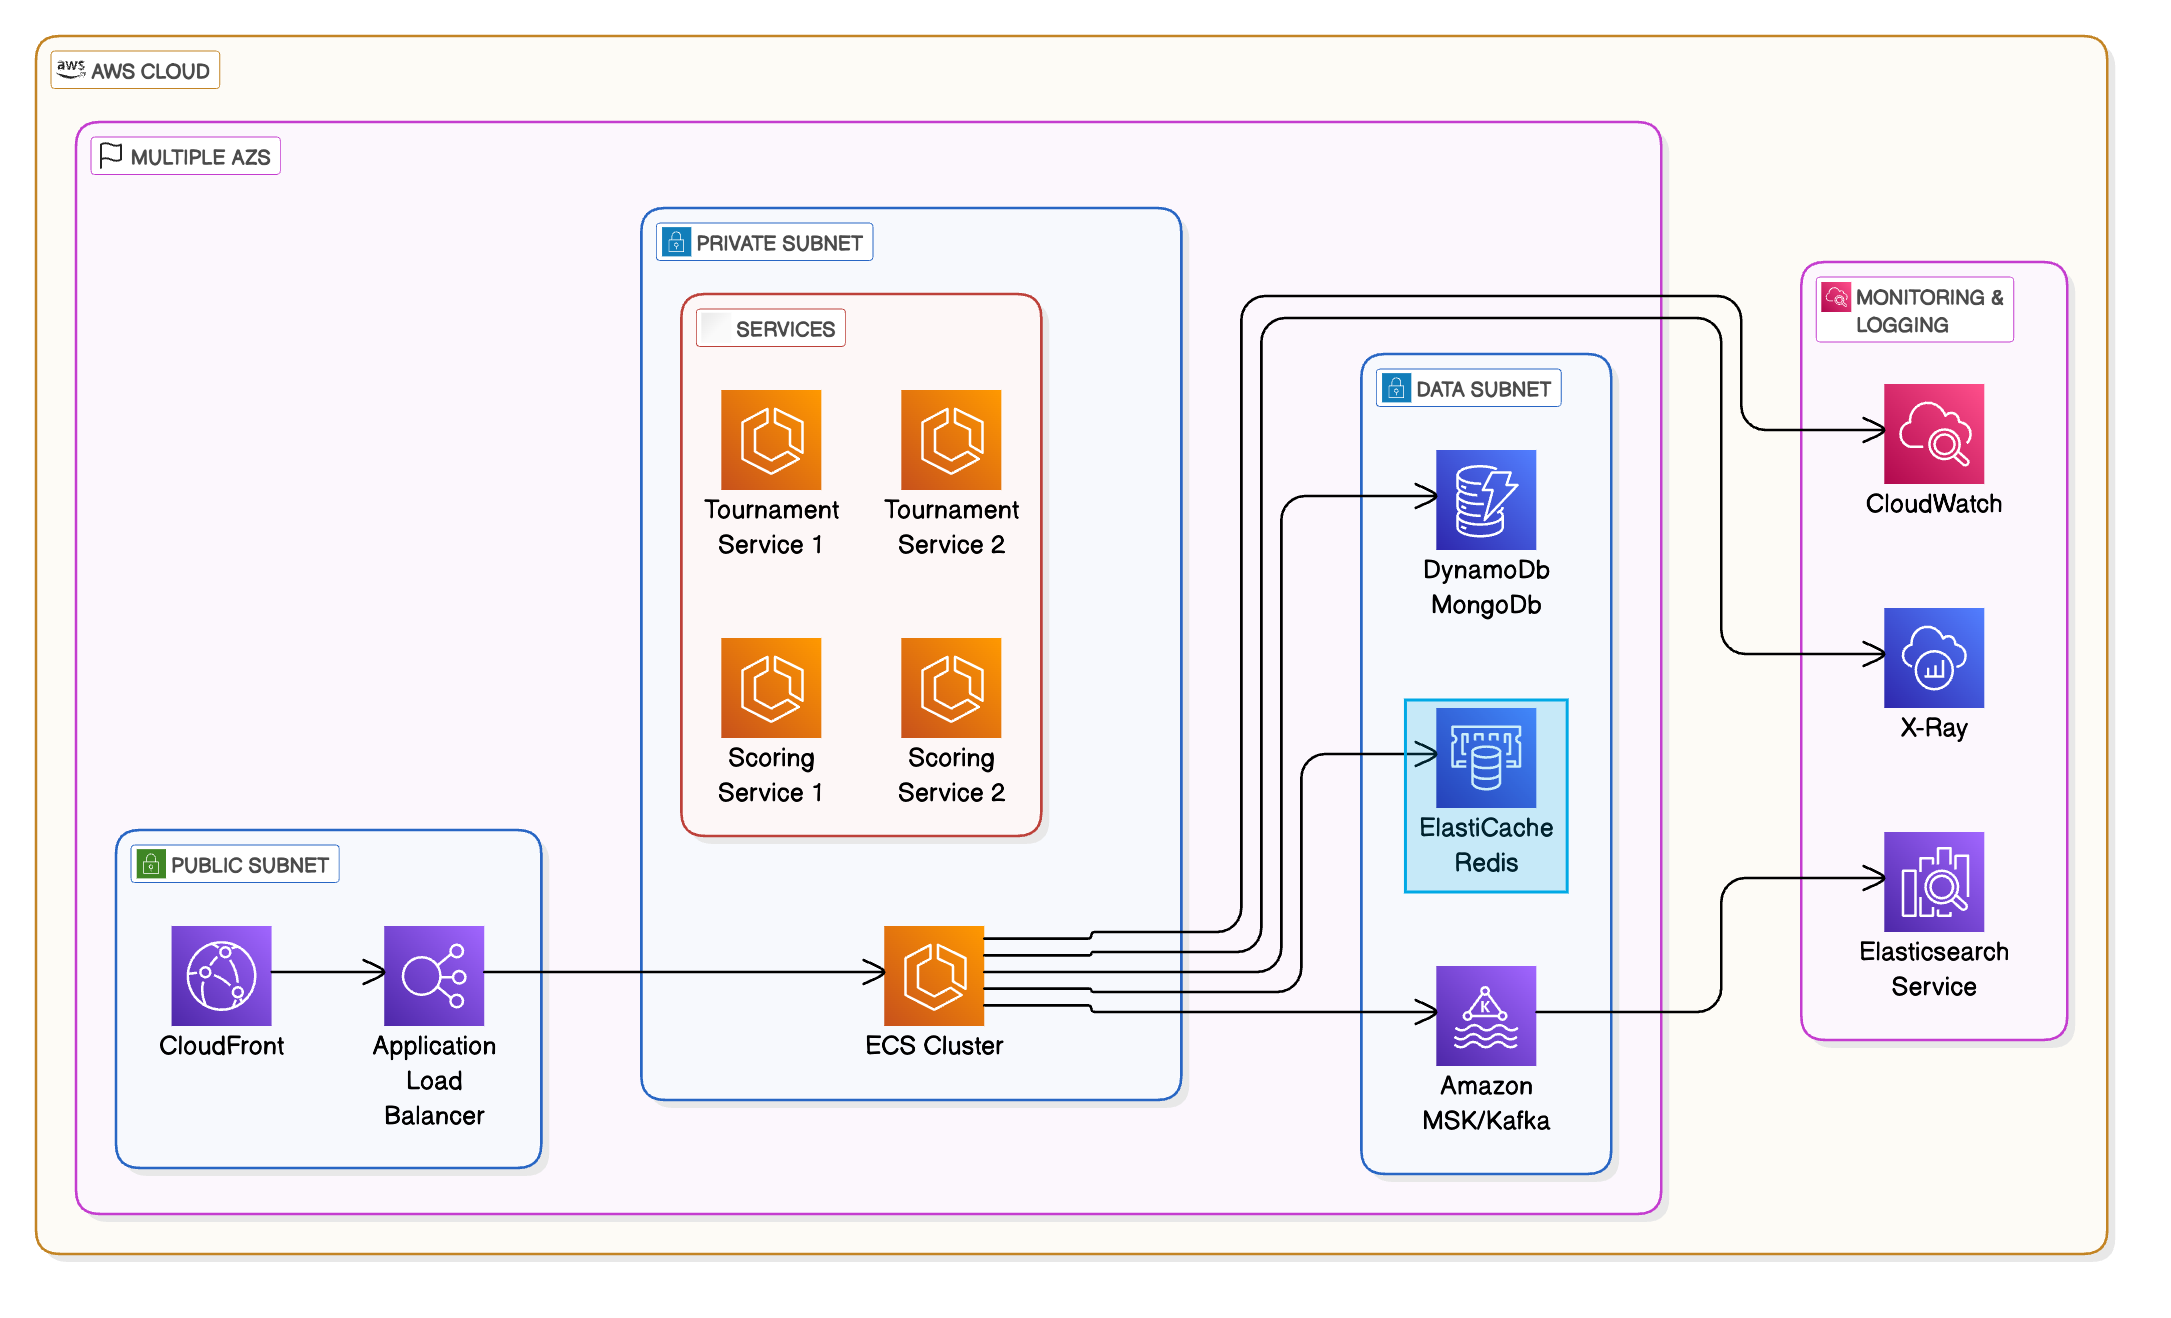 aws AWS CLOUD
MULTIPLE AZS
PRIVATE SUBNET
SERVICES
Tournament
Service 1
Tournament
Service 2
Scoring
Service 1
Scoring
Service 2
PUBLIC SUBNET
CloudFront
Application
Load
Balancer
ECS Cluster
DATA SUBNET
DynamoDb
MongoDb
ElastiCache
Redis
K
Amazon
MSK/Kafka
MONITORING &
LOGGING
CloudWatch
X-Ray
Elasticsearch
Service